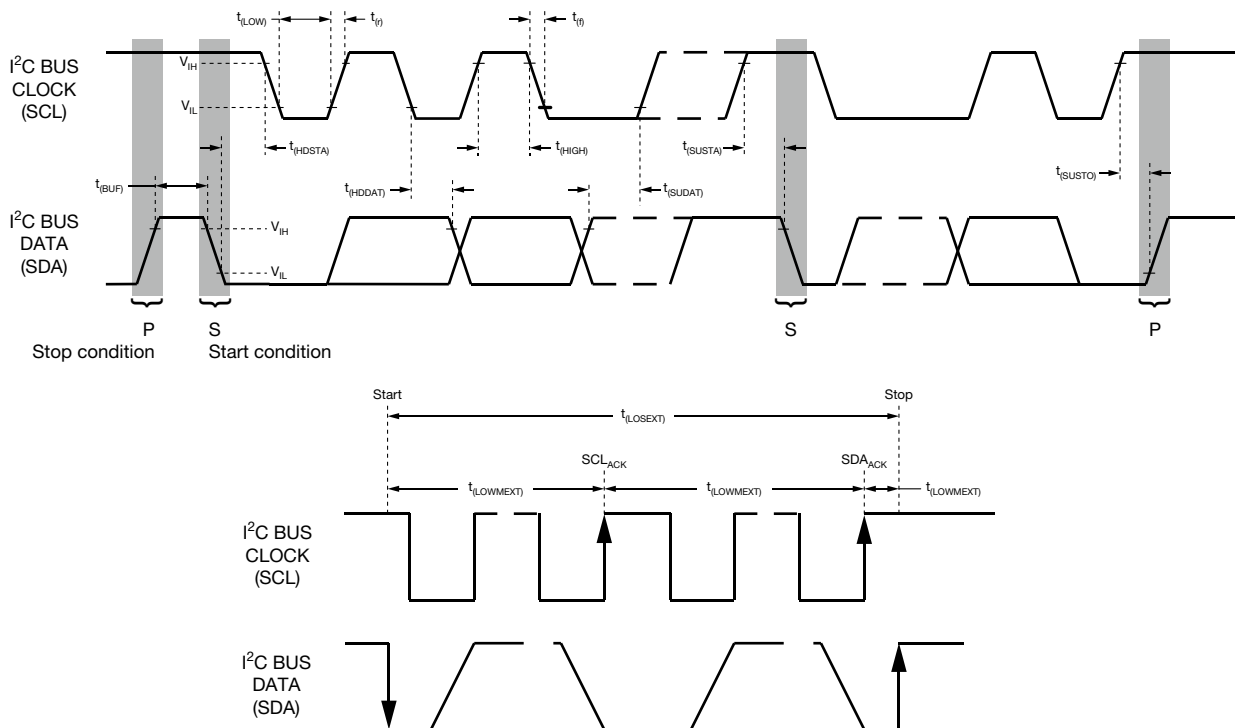 t(LOW)
t(r)
t(f)
I²C BUS
CLOCK
(SCL)
VIH
VIL
t(HDSTA)
t(HIGH)
t(SUSTA)
t(BUF)
t(HDDAT)
t(SUDAT)
t(SUSTO)
I²C BUS
DATA
(SDA)
VIH
VIL
P
S
S
P
Stop condition
Start condition
Start
Stop
t(LOSEXT)
SCLACK
SDAACK
t(LOWMEXT)
t(LOWMEXT)
t(LOWMEXT)
I²C BUS
CLOCK
(SCL)
I²C BUS
DATA
(SDA)